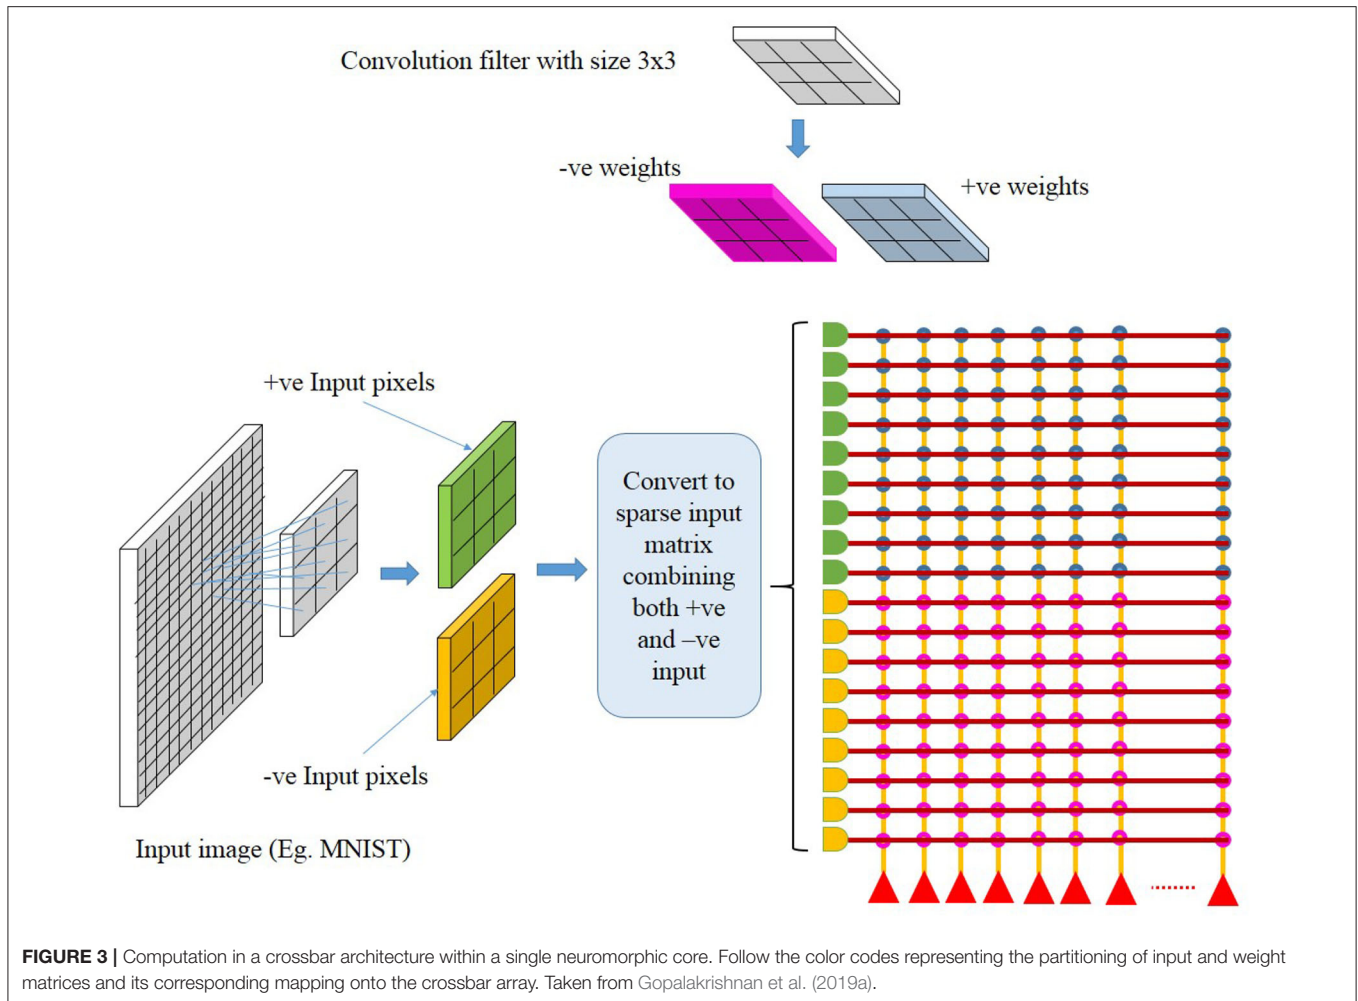 Convolution filter with size 3x3
-ve weights
+ve weights
+ve Input pixels
Convert to
sparse input
matrix
combining
both +ve
and –ve
input
-ve Input pixels
Input image (Eg. MNIST)
FIGURE 3 | Computation in a crossbar architecture within a single neuromorphic core. Follow the color codes representing the partitioning of input and weight
matrices and its corresponding mapping onto the crossbar array. Taken from Gopalakrishnan et al. (2019a).